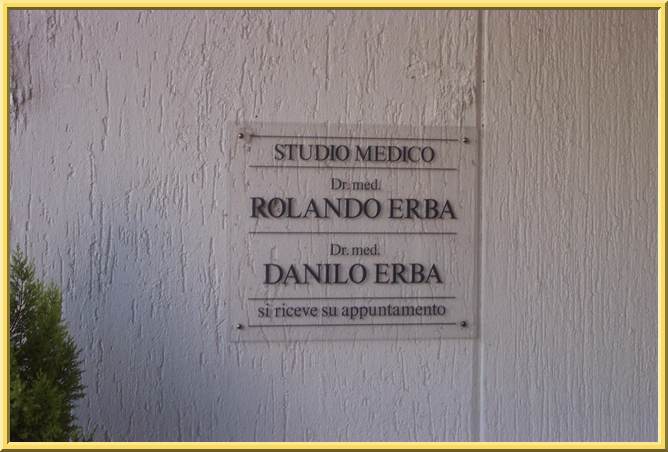 STUDIO MEDICO
Dr. med.
ROLANDO ERBA
Dr. med.
DANILO ERBA
si riceve su appuntamento